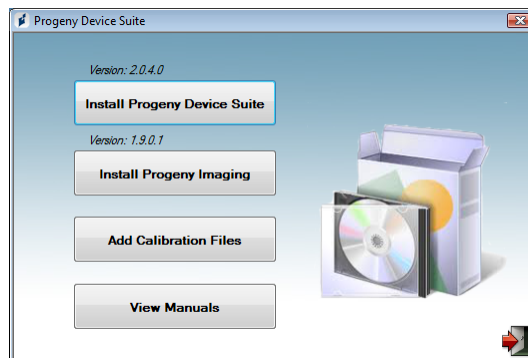 Progeny Device Suite
Version: 2.0.4.0
Install Progeny Device Suite
Version: 1.9.0.1
Install Progeny Imaging
Add Calibration Files
View Manuals